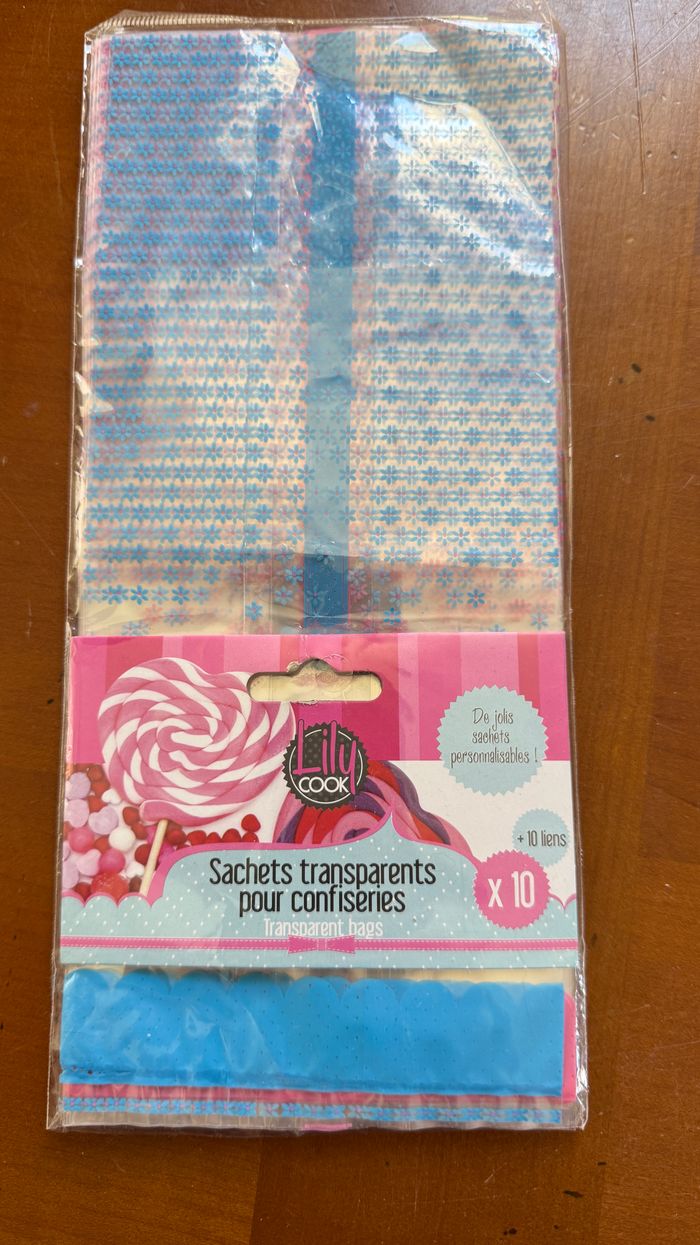 Lily
COOK
De jolis
sachets
personnalisables !
+ 10 liens
Sachets transparents
pour confiseries
x 10
Transparent bags